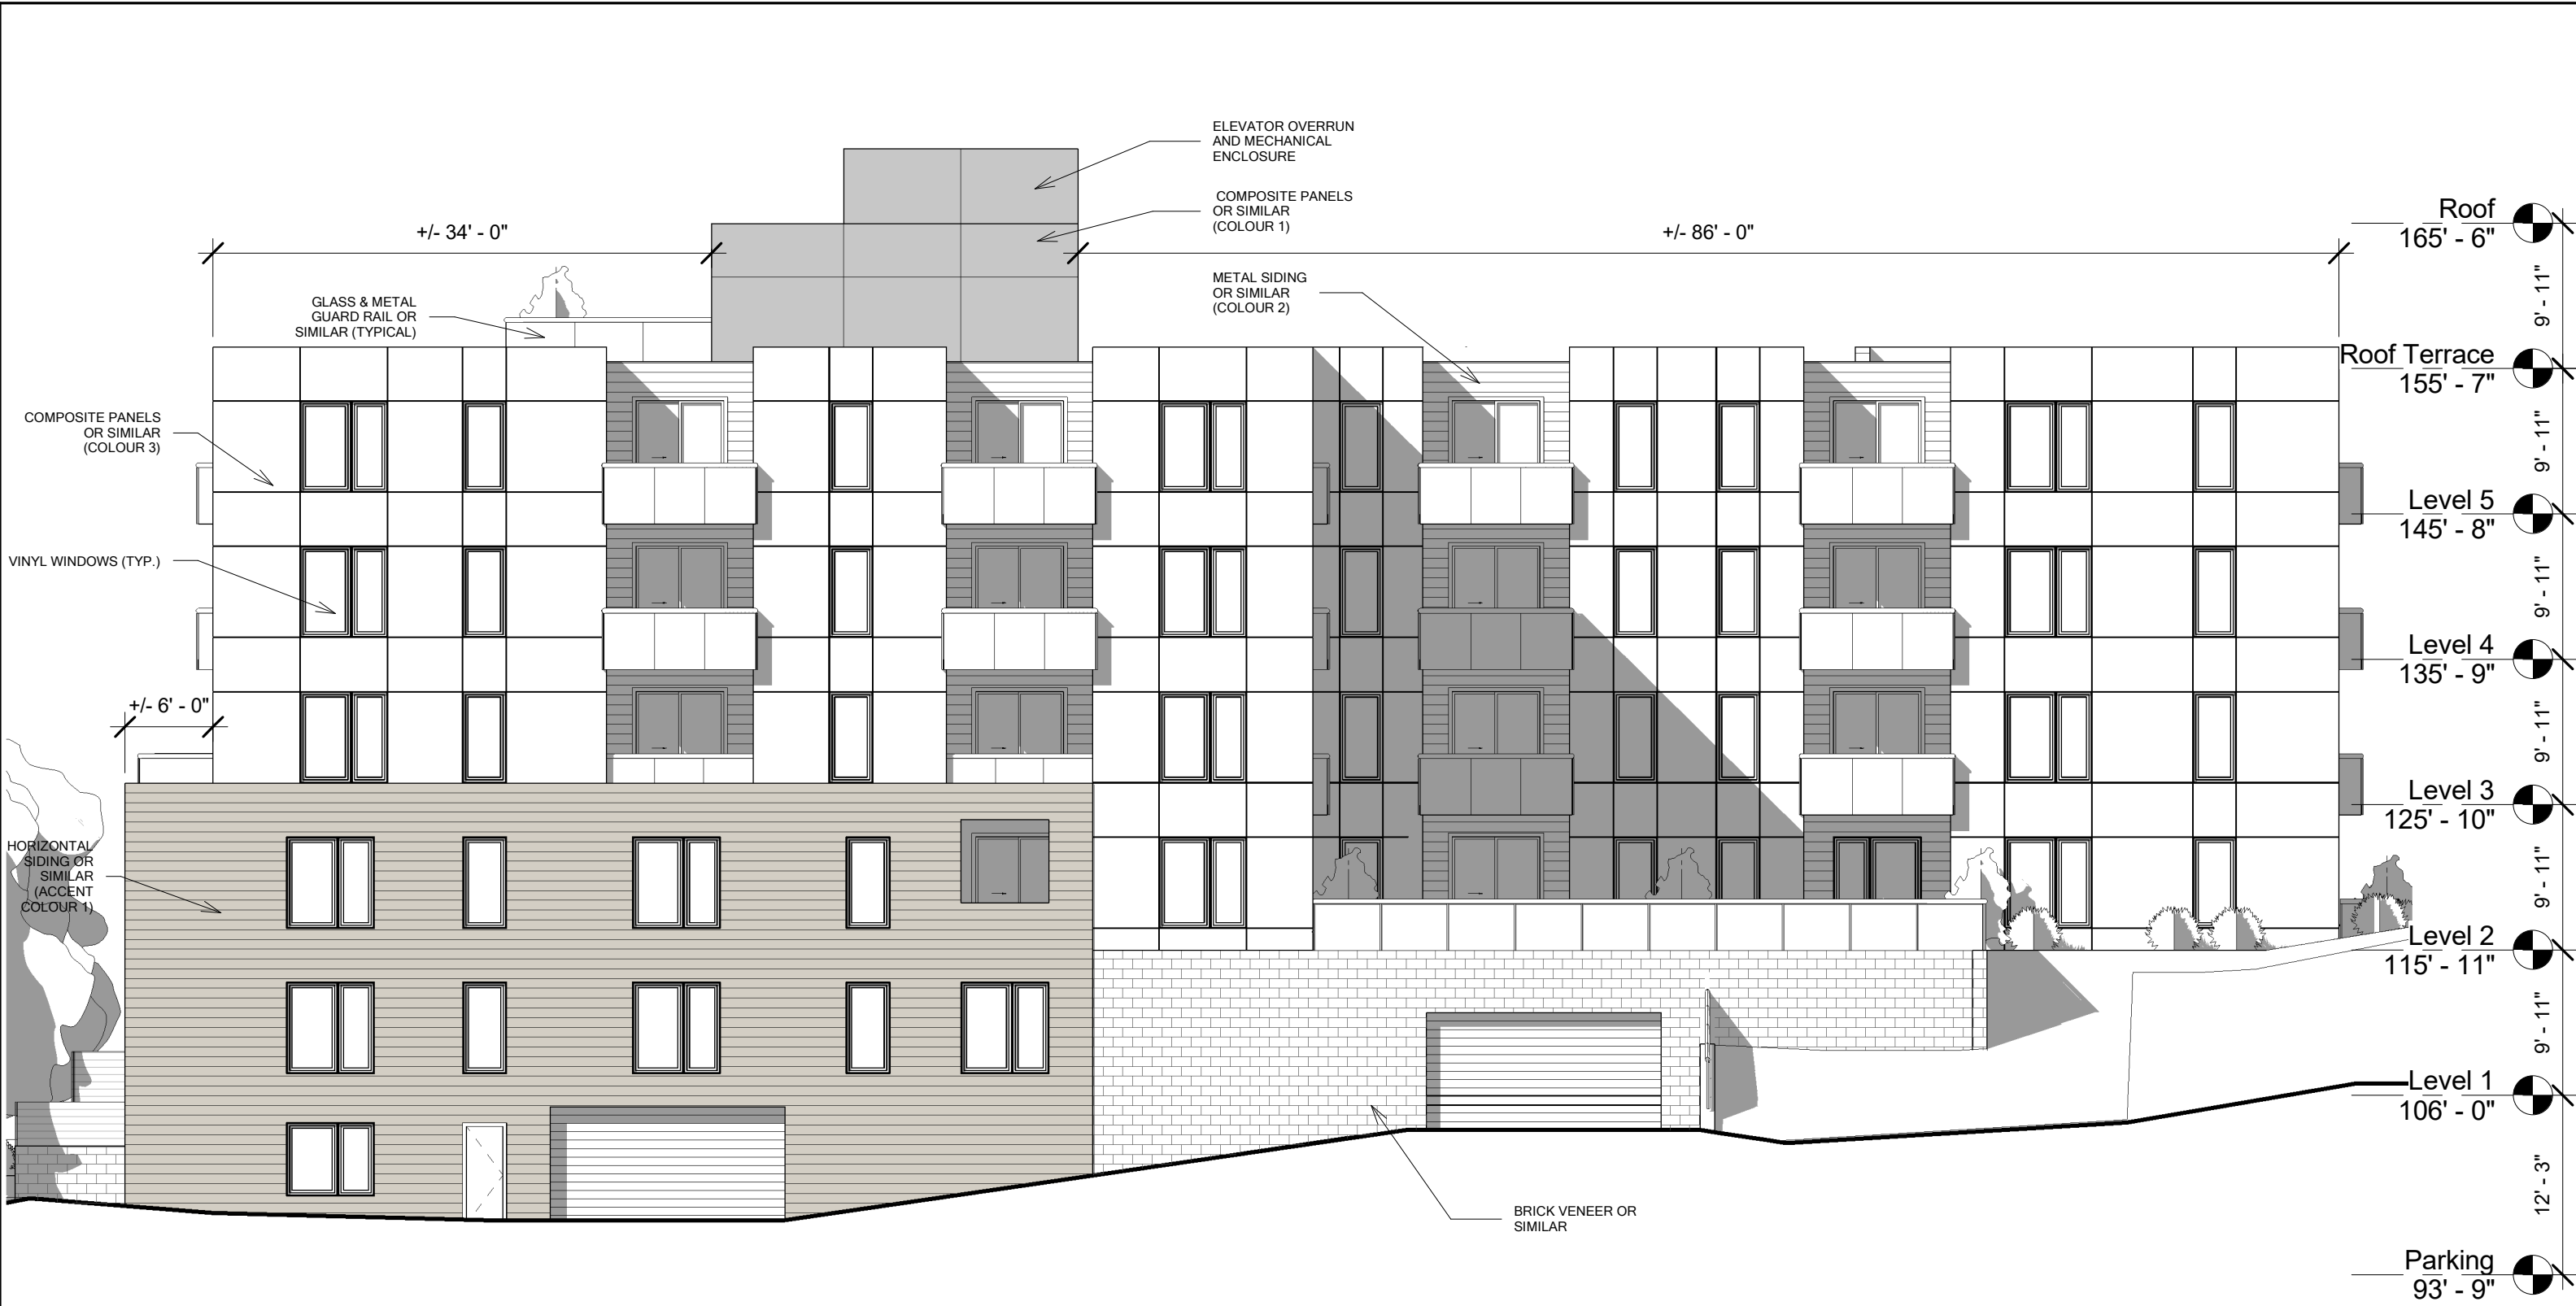 ELEVATOR OVERRUN
AND MECHANICAL
ENCLOSURE
COMPOSITE PANELS
OR SIMILAR
(COLOUR 1)
+/- 34' - 0"
+/- 86' - 0"
METAL SIDING
OR SIMILAR
(COLOUR 2)
GLASS & METAL
GUARD RAIL OR
SIMILAR (TYPICAL)
COMPOSITE PANELS
OR SIMILAR
(COLOUR 3)
VINYL WINDOWS (TYP.)
+/- 6' - 0"
HORIZONTAL
SIDING OR
SIMILAR
(ACCENT
COLOUR 1)
BRICK VENEER OR
SIMILAR
Roof
165' - 6"
9' - 11"
Roof Terrace
155' - 7"
9' - 11"
Level 5
145' - 8"
9' - 11"
Level 4
135' - 9"
9' - 11"
Level 3
125' - 10"
9' - 11"
Level 2
115' - 11"
9' - 11"
Level 1
106' - 0"
12' - 3"
Parking
93' - 9"